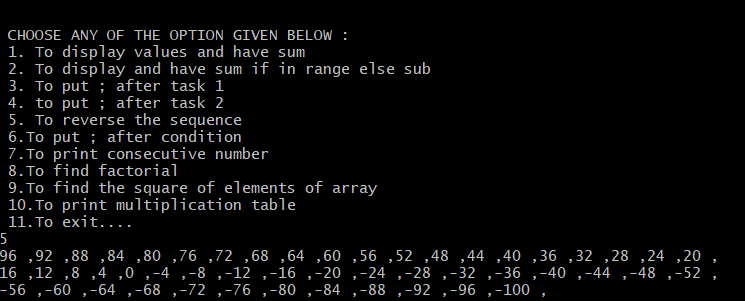 CHOOSE ANY OF THE OPTION GIVEN BELOW :
1. To display values and have sum
2. To display and have sum if in range else sub
3. To put ; after task 1
4. to put ; after task 2
5. To reverse the sequence
6.To put ; after condition
7.To print consecutive number
8.To find factorial
9.To find the square of elements of array
10.To print multiplication table
11.To exit....
5
96 ,92 ,88 ,84 ,80 ,76 ,72 ,68 ,64 ,60 ,56 ,52 ,48 ,44 ,40 ,36 ,32 ,28 ,24 ,20 ,
16 ,12 ,8 ,4 ,0 ,-4 ,-8 ,-12 ,-16 ,-20 ,-24 ,-28 ,-32 ,-36 ,-40 ,-44 ,-48 ,-52 ,
-56 ,-60 ,-64 ,-68 ,-72 ,-76 ,-80 ,-84 ,-88 ,-92 ,-96 ,-100 ,